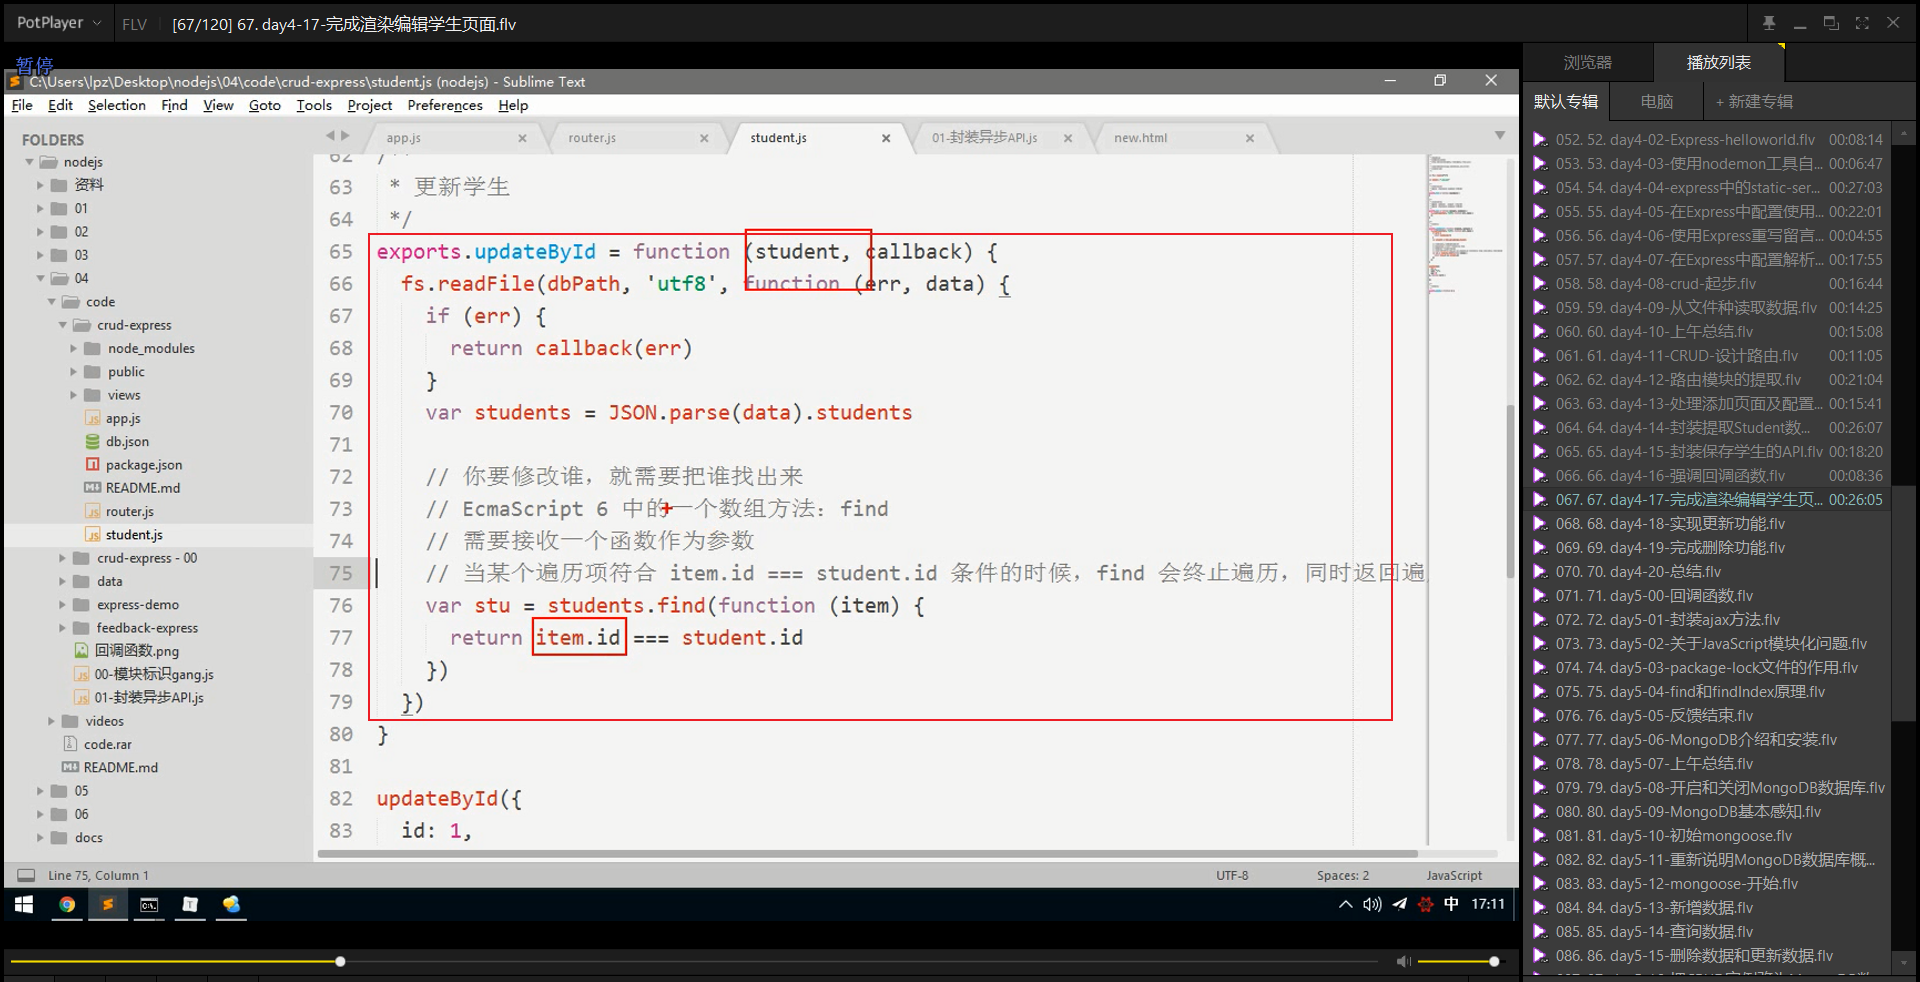 PotPlayer
FLV
[67/120] 67. day4-17-完成渲染编辑学生页面.flv
暂停
C:\Users\lpz\Desktop\nodejs\04\code\crud-express\student.js (nodejs) - Sublime Text
File Edit Selection Find View Goto Tools Project Preferences Help
FOLDERS
nodejs
资料
01
02
03
04
code
crud-express
node_modules
public
views
app.js
db.json
package.json
README.md
router.js
student.js
crud-express - 00
data
express-demo
feedback-express
回调函数.png
00-模块标识gang.js
01-封装异步API.js
videos
code.rar
README.md
05
06
docs
app.js
router.js
student.js
01-封装异步API.js
new.html
62 /**
63 * 更新学生
64 */
65 exports.updateById = function (student, callback) {
66 fs.readFile(dbPath, 'utf8', function (err, data) {
67 if (err) {
68 return callback(err)
69 }
70 var students = JSON.parse(data).students
71
72 // 你要修改谁，就需要把谁找出来
73 // EcmaScript 6 中的一个数组方法：find
74 // 需要接收一个函数作为参数
75 // 当某个遍历项符合 item.id === student.id 条件的时候，find 会终止遍历，同时返回遍
76 var stu = students.find(function (item) {
77 return item.id === student.id
78 })
79 })
80 }
81
82 updateById({
83 id: 1,
Line 75, Column 1
UTF-8
Spaces: 2
JavaScript
中
17:11
浏览器
播放列表
默认专辑
电脑
+ 新建专辑
052. 52. day4-02-Express-helloworld.flv 00:08:14
053. 53. day4-03-使用nodemon工具自... 00:06:47
054. 54. day4-04-express中的static-ser... 00:27:03
055. 55. day4-05-在Express中配置使用... 00:22:01
056. 56. day4-06-使用Express重写留言... 00:04:55
057. 57. day4-07-在Express中配置解析... 00:17:55
058. 58. day4-08-crud-起步.flv 00:16:44
059. 59. day4-09-从文件种读取数据.flv 00:14:25
060. 60. day4-10-上午总结.flv 00:15:08
061. 61. day4-11-CRUD-设计路由.flv 00:11:05
062. 62. day4-12-路由模块的提取.flv 00:21:04
063. 63. day4-13-处理添加页面及配置... 00:15:41
064. 64. day4-14-封装提取Student数... 00:26:07
065. 65. day4-15-封装保存学生的API.flv 00:18:20
066. 66. day4-16-强调回调函数.flv 00:08:36
067. 67. day4-17-完成渲染编辑学生页... 00:26:05
068. 68. day4-18-实现更新功能.flv
069. 69. day4-19-完成删除功能.flv
070. 70. day4-20-总结.flv
071. 71. day5-00-回调函数.flv
072. 72. day5-01-封装ajax方法.flv
073. 73. day5-02-关于JavaScript模块化问题.flv
074. 74. day5-03-package-lock文件的作用.flv
075. 75. day5-04-find和findIndex原理.flv
076. 76. day5-05-反馈结束.flv
077. 77. day5-06-MongoDB介绍和安装.flv
078. 78. day5-07-上午总结.flv
079. 79. day5-08-开启和关闭MongoDB数据库.flv
080. 80. day5-09-MongoDB基本感知.flv
081. 81. day5-10-初始mongoose.flv
082. 82. day5-11-重新说明MongoDB数据库概...
083. 83. day5-12-mongoose-开始.flv
084. 84. day5-13-新增数据.flv
085. 85. day5-14-查询数据.flv
086. 86. day5-15-删除数据和更新数据.flv